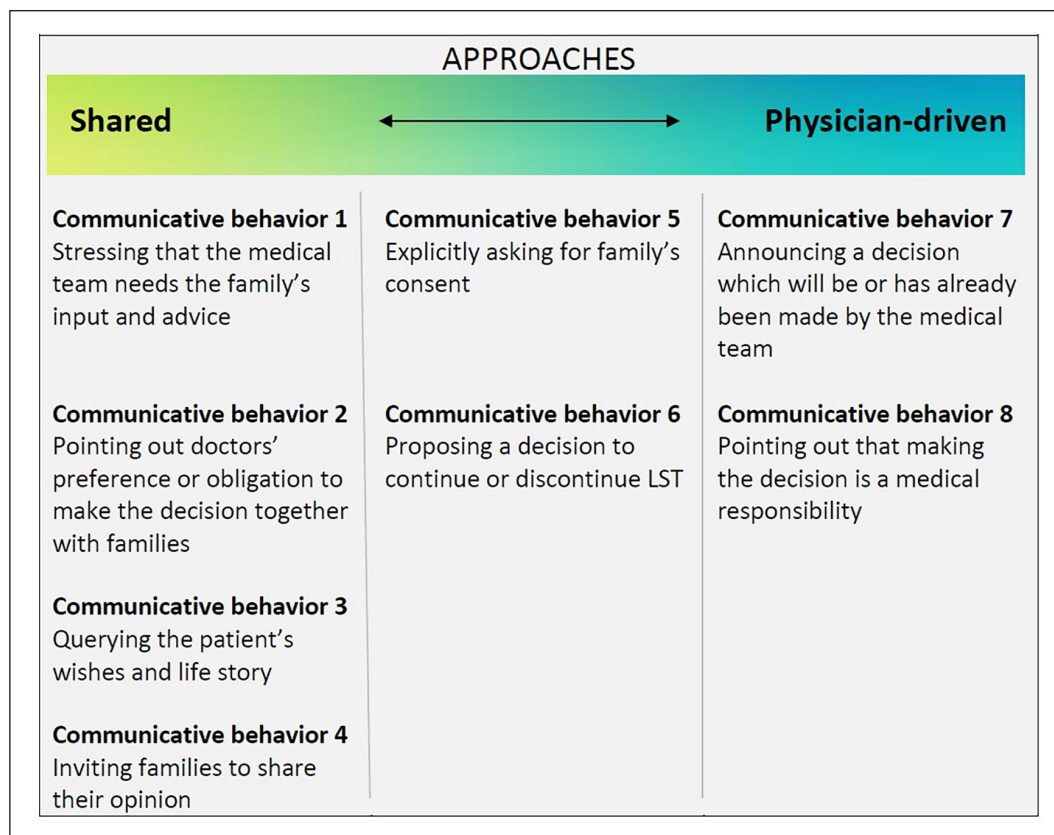 APPROACHES
Shared
Physician-driven
Communicative behavior 1
Stressing that the medical
team needs the family’s
input and advice
Communicative behavior 2
Pointing out doctors’
preference or obligation to
make the decision together
with families
Communicative behavior 3
Querying the patient’s
wishes and life story
Communicative behavior 4
Inviting families to share
their opinion
Communicative behavior 5
Explicitly asking for family’s
consent
Communicative behavior 6
Proposing a decision to
continue or discontinue LST
Communicative behavior 7
Announcing a decision
which will be or has already
been made by the medical
team
Communicative behavior 8
Pointing out that making
the decision is a medical
responsibility